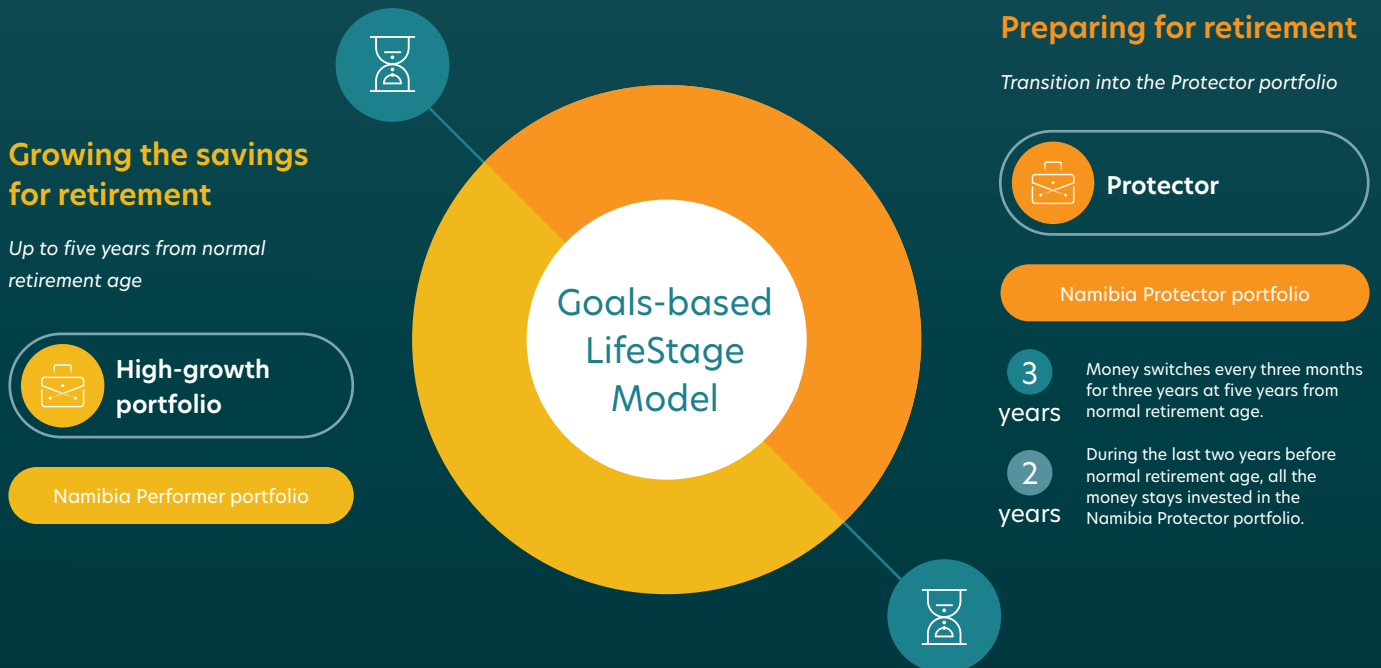 Growing the savings
for retirement
Up to five years from normal
retirement age
High-growth
portfolio
Namibia Performer portfolio
Goals-based
LifeStage
Model
Preparing for retirement
Transition into the Protector portfolio
Protector
Namibia Protector portfolio
3
years
Money switches every three months
for three years at five years from
normal retirement age.
2
years
During the last two years before
normal retirement age, all the
money stays invested in the
Namibia Protector portfolio.